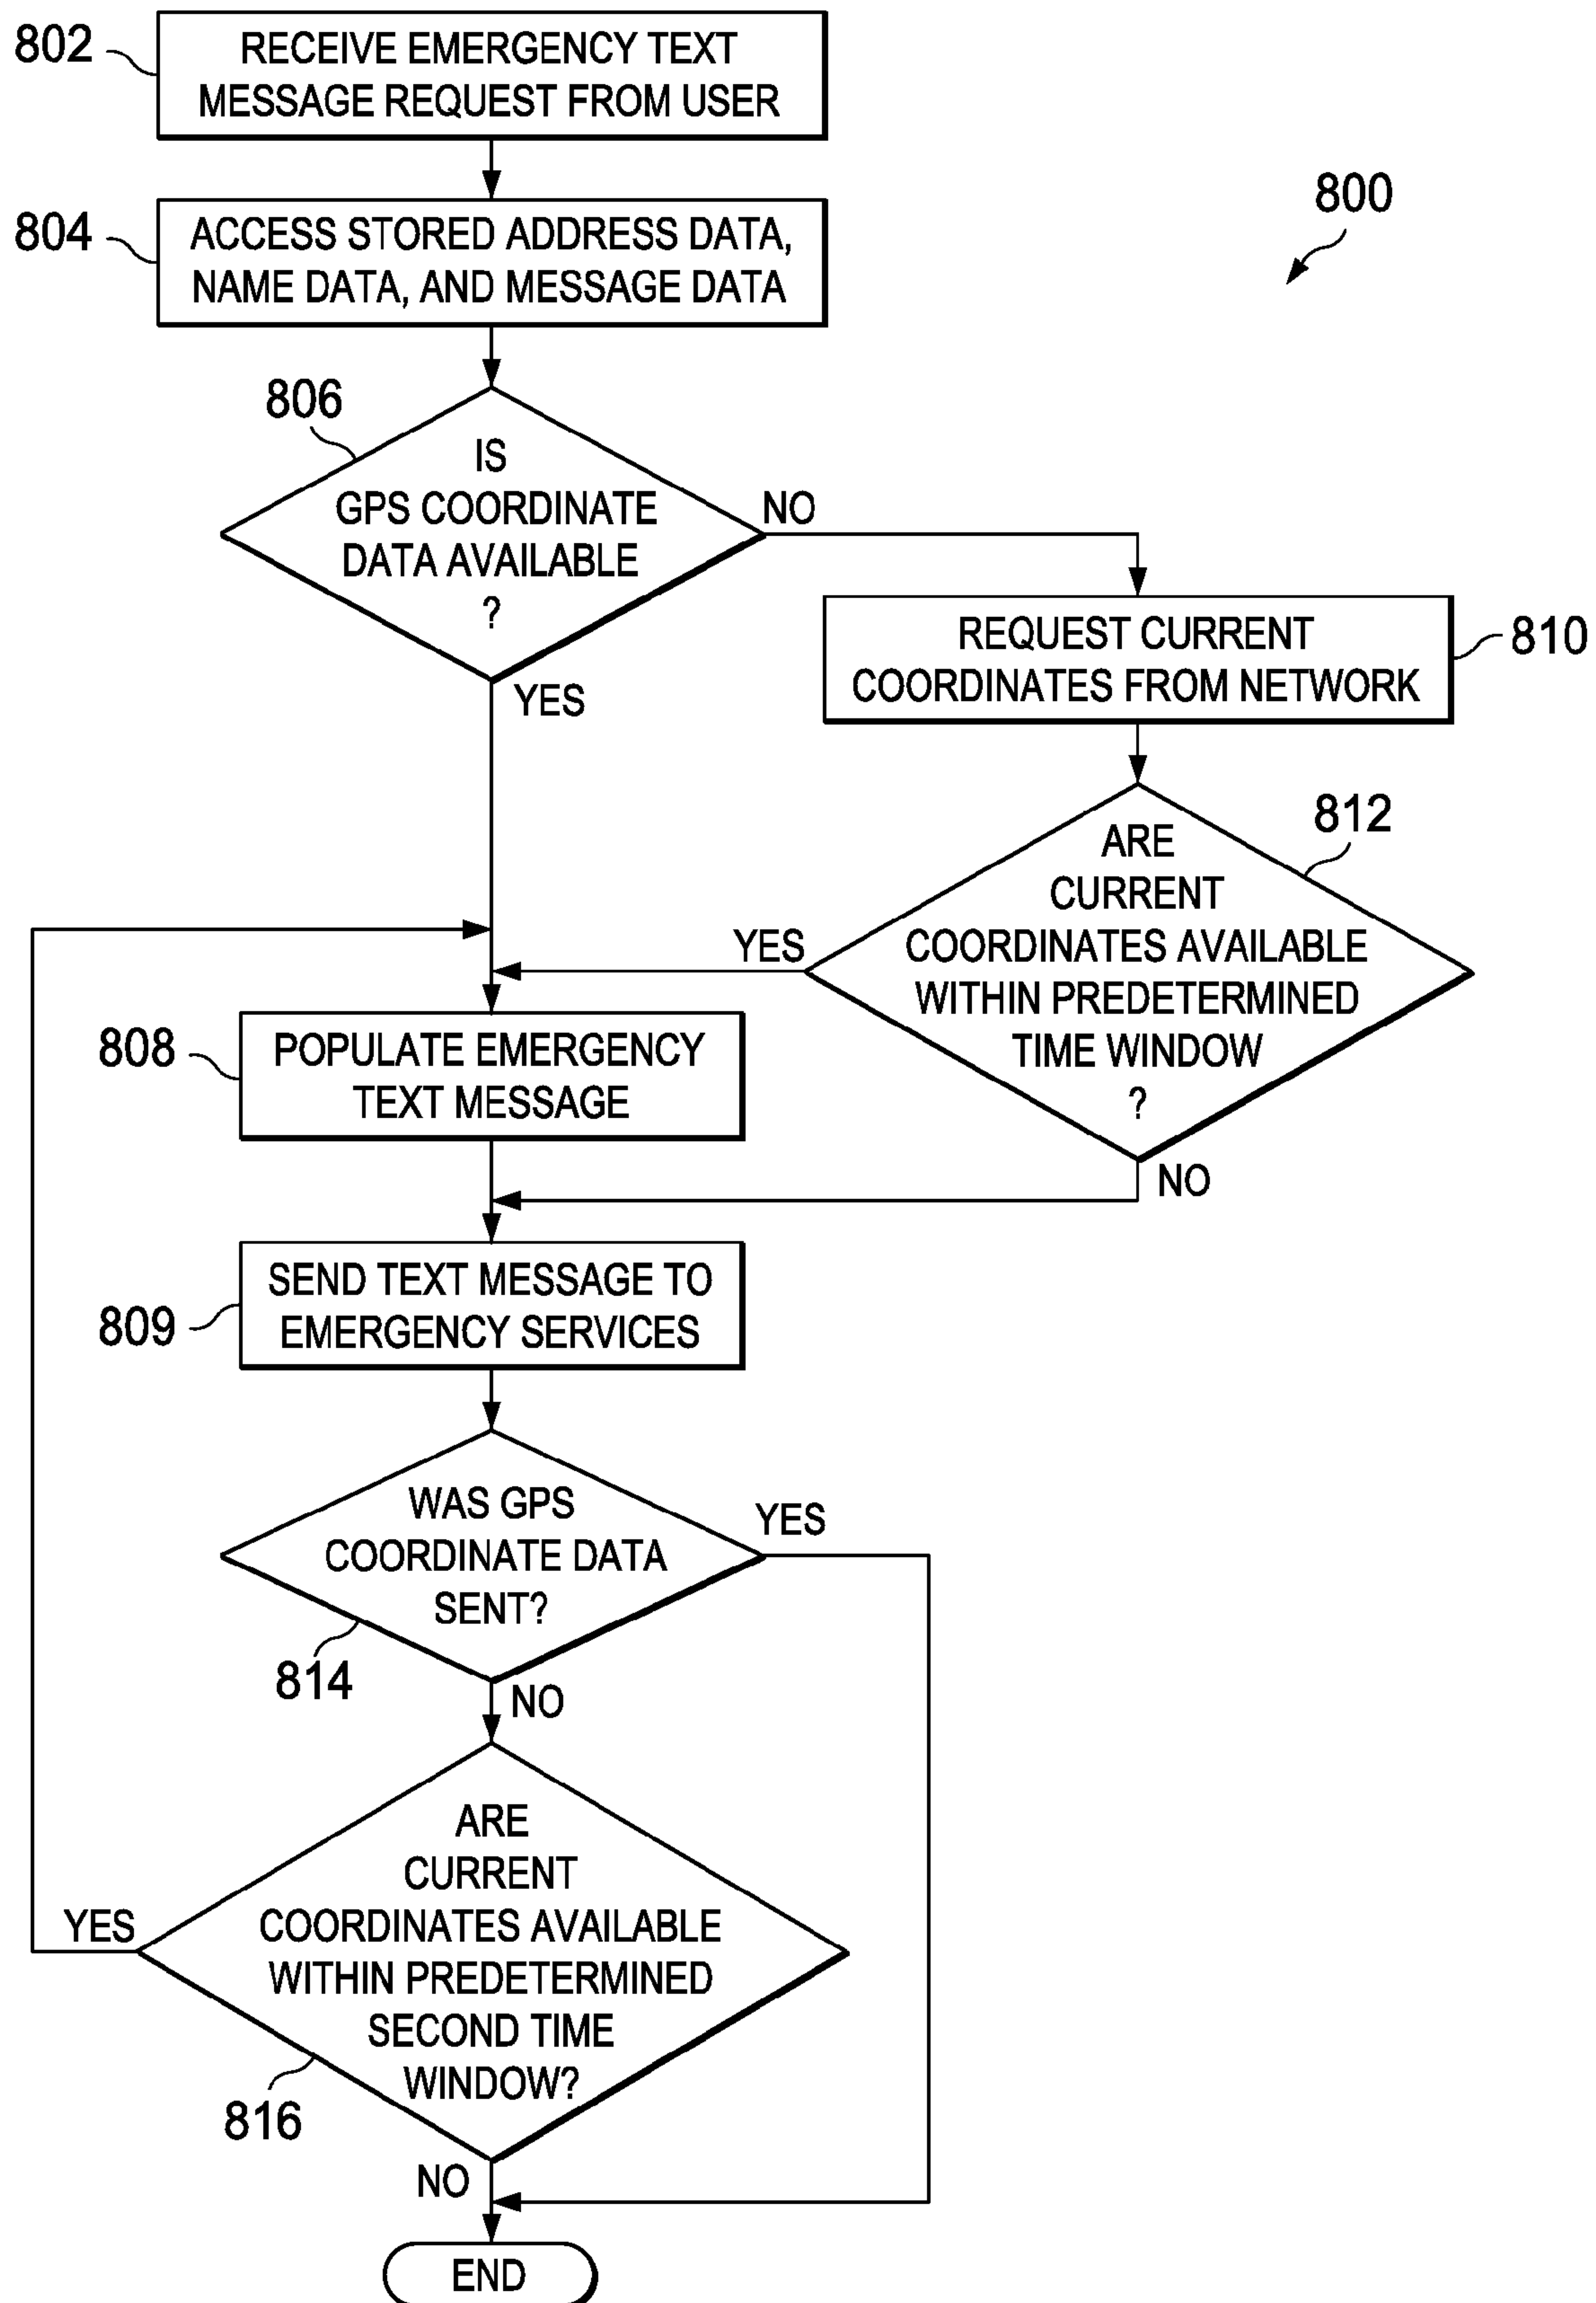 802
RECEIVE EMERGENCY TEXT
MESSAGE REQUEST FROM USER
800
804
ACCESS STORED ADDRESS DATA,
NAME DATA, AND MESSAGE DATA
806
IS
GPS COORDINATE
DATA AVAILABLE
?
NO
YES
REQUEST CURRENT
COORDINATES FROM NETWORK
810
812
ARE
CURRENT
COORDINATES AVAILABLE
WITHIN PREDETERMINED
TIME WINDOW
?
YES
NO
808
POPULATE EMERGENCY
TEXT MESSAGE
809
SEND TEXT MESSAGE TO
EMERGENCY SERVICES
WAS GPS
COORDINATE DATA
SENT?
YES
814
NO
ARE
CURRENT
COORDINATES AVAILABLE
WITHIN PREDETERMINED
SECOND TIME
WINDOW?
YES
816
NO
END